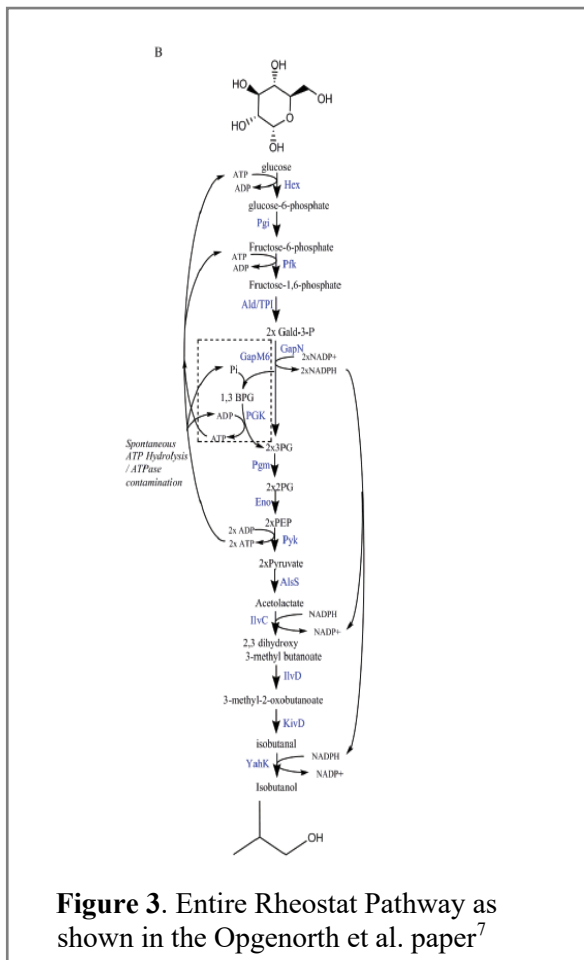 B
OH
HO
OH
HO
O
OH
glucose
ATP
ADP
Hex
glucose-6-phosphate
Pgi
Fructose-6-phosphate
ATP
ADP
Pfk
Fructose-1,6-phosphate
Ald/TPI
2x Gald-3-P
GapM6
GapN
2xNADP+
2xNADPH
Pi
1,3 BPG
ADP
PGK
ATP
2x3PG
Spontaneous
ATP Hydrolysis
/ ATPase
contamination
Pgm
2x2PG
Eno
2xPEP
2x ADP
2x ATP
Pyk
2xPyruvate
AlsS
Acetolactate
IlvC
NADPH
NADP+
2,3 dihydroxy
3-methyl butanoate
IlvD
3-methyl-2-oxobutanoate
KivD
isobutanal
YahK
NADPH
NADP+
Isobutanol
OH
Figure 3. Entire Rheostat Pathway as
shown in the Opgenorth et al. paper7